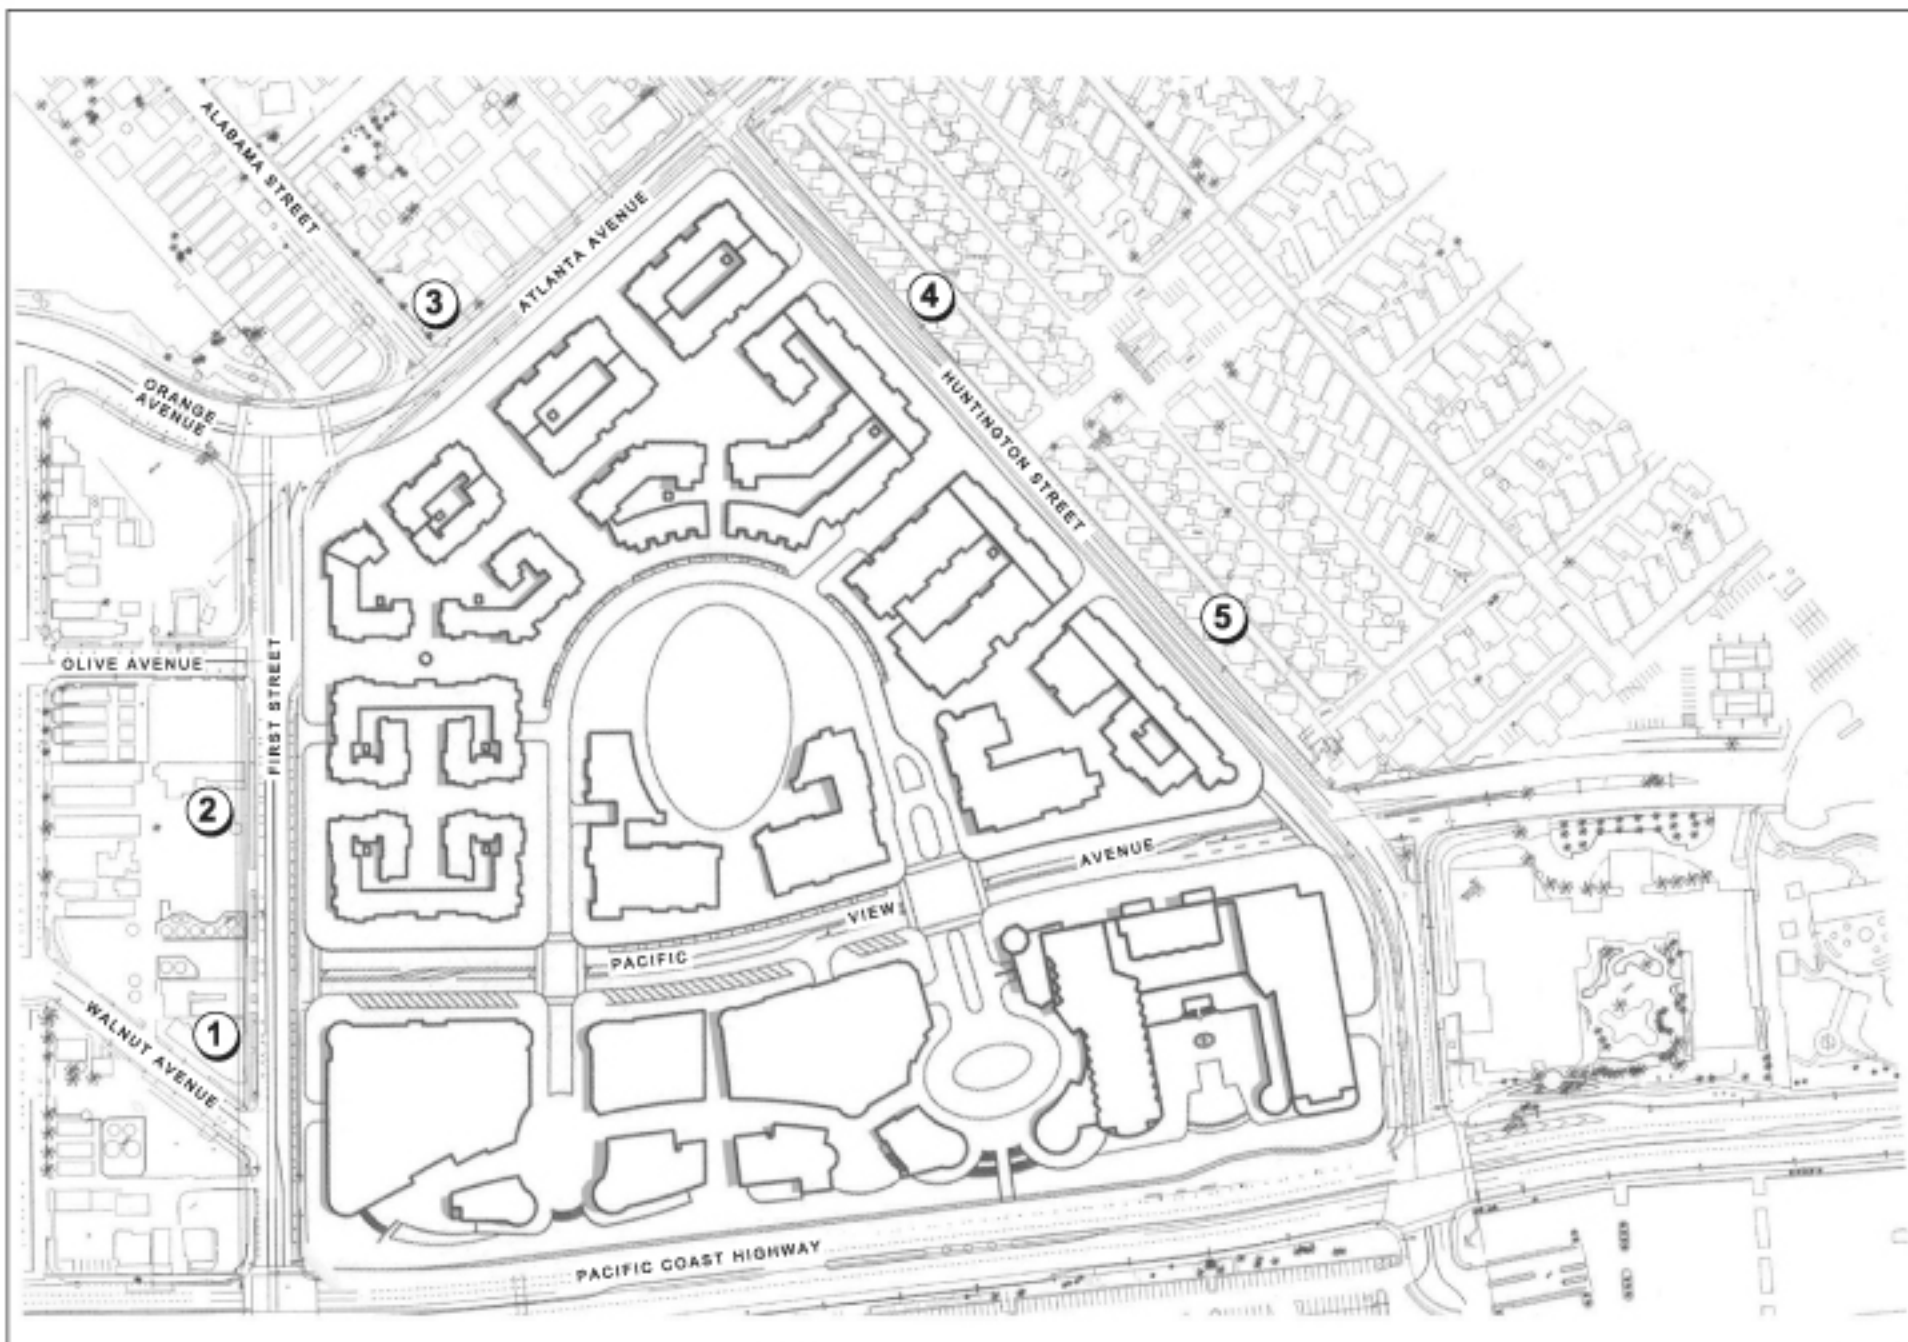 ALABAMA STREET
3
ATLANTA AVENUE
4
ORANGE
AVENUE
HUNTINGTON STREET
5
OLIVE AVENUE
FIRST STREET
2
AVENUE
VIEW
PACIFIC
1
WALNUT AVENUE
PACIFIC COAST HIGHWAY